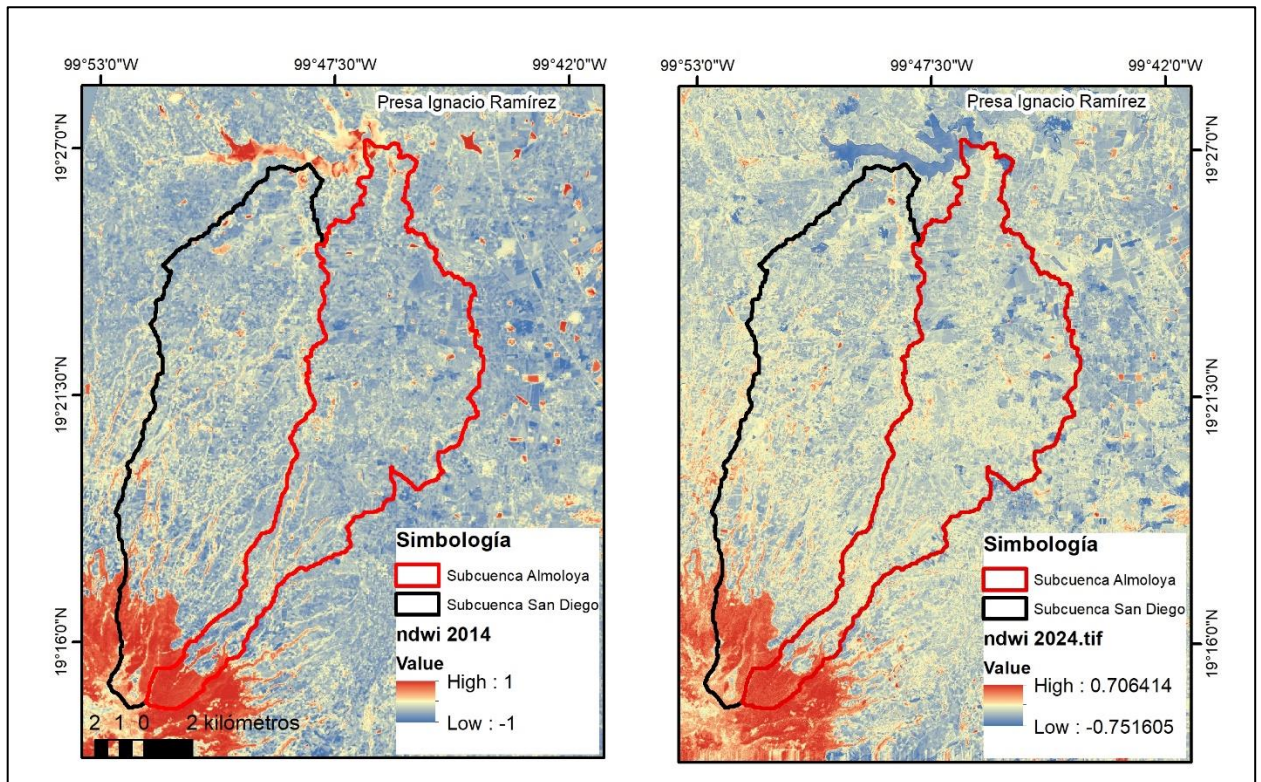 99°53'0"W
99°47'30"W
99°42'0"W
Presa Ignacio Ramírez
19°27'0"N
19°21'30"N
19°16'0"N
Simbología
Subcuenca Almoloya
Subcuenca San Diego
ndwi 2014
Value
High : 1
Low : -1
2 1 0 2 kilómetros
99°53'0"W
99°47'30"W
99°42'0"W
Presa Ignacio Ramírez
19°27'0"N
19°21'30"N
19°16'0"N
Simbología
Subcuenca Almoloya
Subcuenca San Diego
ndwi 2024.tif
Value
High : 0.706414
Low : -0.751605